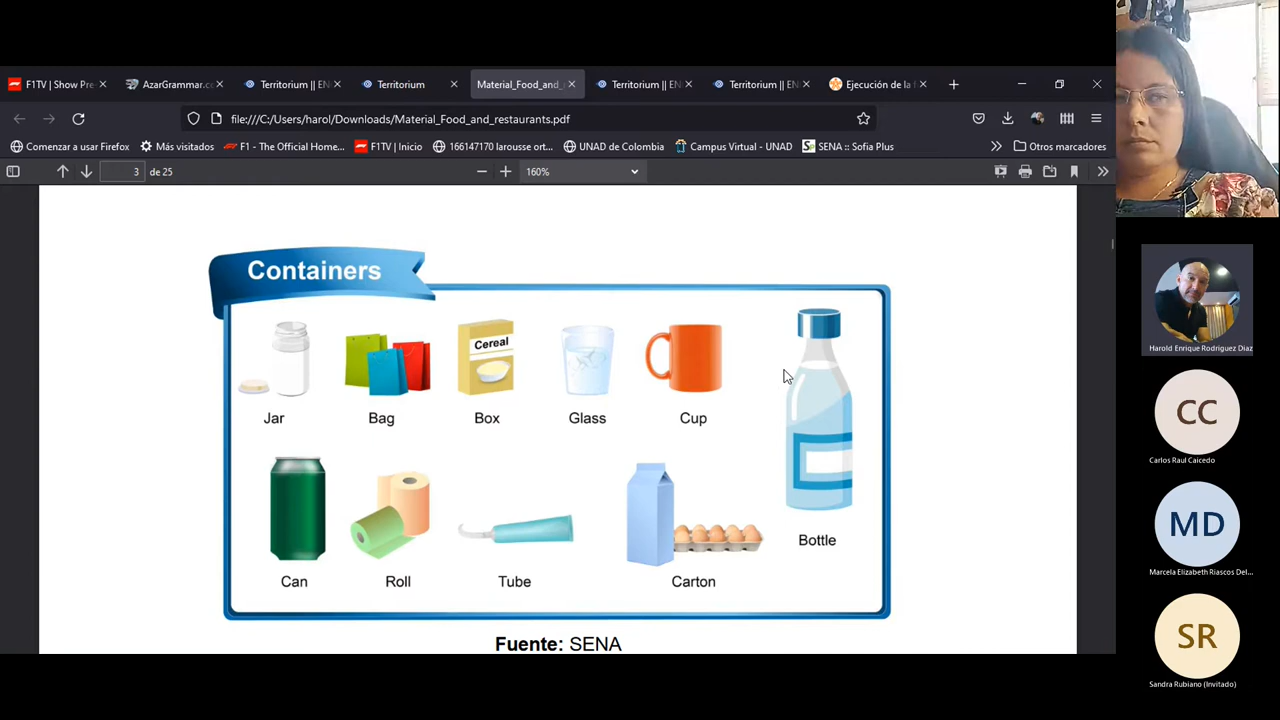 F1TV | Show Pre
AzarGrammar.c
Territorium || EN
Territorium
Material_Food_and_
Territorium || EN
Territorium || EN
Ejecución de la f
file:///C:/Users/harol/Downloads/Material_Food_and_restaurants.pdf
Comenzar a usar Firefox
Más visitados
F1 - The Official Home...
F1TV | Inicio
166147170 larousse ort...
UNAD de Colombia
Campus Virtual - UNAD
SENA :: Sofia Plus
Otros marcadores
3 de 25
160%
Containers
Cereal
Jar
Bag
Box
Glass
Cup
Bottle
Can
Roll
Tube
Carton
Fuente: SENA
Harold Enrique Rodriguez Diaz
CC
Carlos Raul Caicedo
MD
Marcela Elizabeth Riascos Del...
SR
Sandra Rubiano (Invitado)